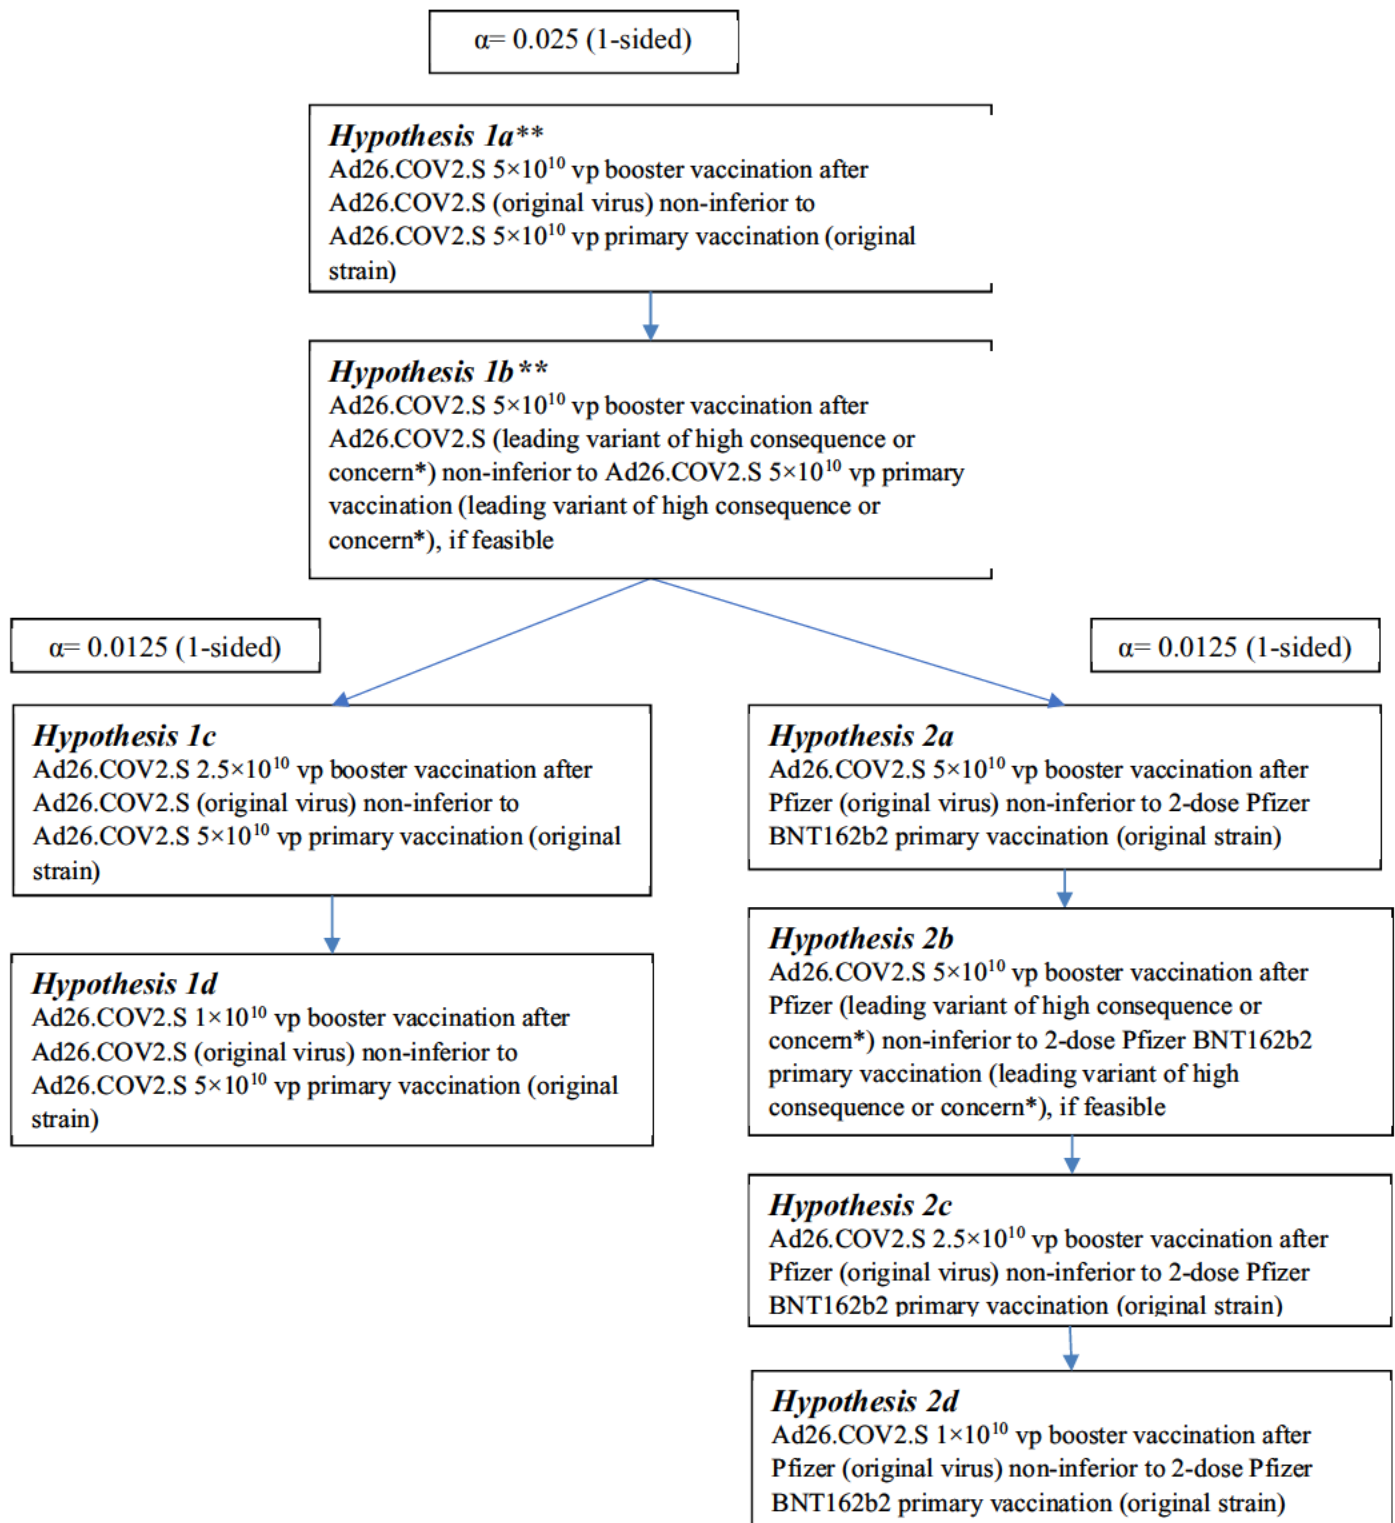 α= 0.025 (1-sided)
Hypothesis 1a**
Ad26.COV2.S 5×10¹⁰ vp booster vaccination after
Ad26.COV2.S (original virus) non-inferior to
Ad26.COV2.S 5×10¹⁰ vp primary vaccination (original
strain)
Hypothesis 1b**
Ad26.COV2.S 5×10¹⁰ vp booster vaccination after
Ad26.COV2.S (leading variant of high consequence or
concern*) non-inferior to Ad26.COV2.S 5×10¹⁰ vp primary
vaccination (leading variant of high consequence or
concern*), if feasible
α= 0.0125 (1-sided)
α= 0.0125 (1-sided)
Hypothesis 1c
Ad26.COV2.S 2.5×10¹⁰ vp booster vaccination after
Ad26.COV2.S (original virus) non-inferior to
Ad26.COV2.S 5×10¹⁰ vp primary vaccination (original
strain)
Hypothesis 1d
Ad26.COV2.S 1×10¹⁰ vp booster vaccination after
Ad26.COV2.S (original virus) non-inferior to
Ad26.COV2.S 5×10¹⁰ vp primary vaccination (original
strain)
Hypothesis 2a
Ad26.COV2.S 5×10¹⁰ vp booster vaccination after
Pfizer (original virus) non-inferior to 2-dose Pfizer
BNT162b2 primary vaccination (original strain)
Hypothesis 2b
Ad26.COV2.S 5×10¹⁰ vp booster vaccination after
Pfizer (leading variant of high consequence or
concern*) non-inferior to 2-dose Pfizer BNT162b2
primary vaccination (leading variant of high
consequence or concern*), if feasible
Hypothesis 2c
Ad26.COV2.S 2.5×10¹⁰ vp booster vaccination after
Pfizer (original virus) non-inferior to 2-dose Pfizer
BNT162b2 primary vaccination (original strain)
Hypothesis 2d
Ad26.COV2.S 1×10¹⁰ vp booster vaccination after
Pfizer (original virus) non-inferior to 2-dose Pfizer
BNT162b2 primary vaccination (original strain)